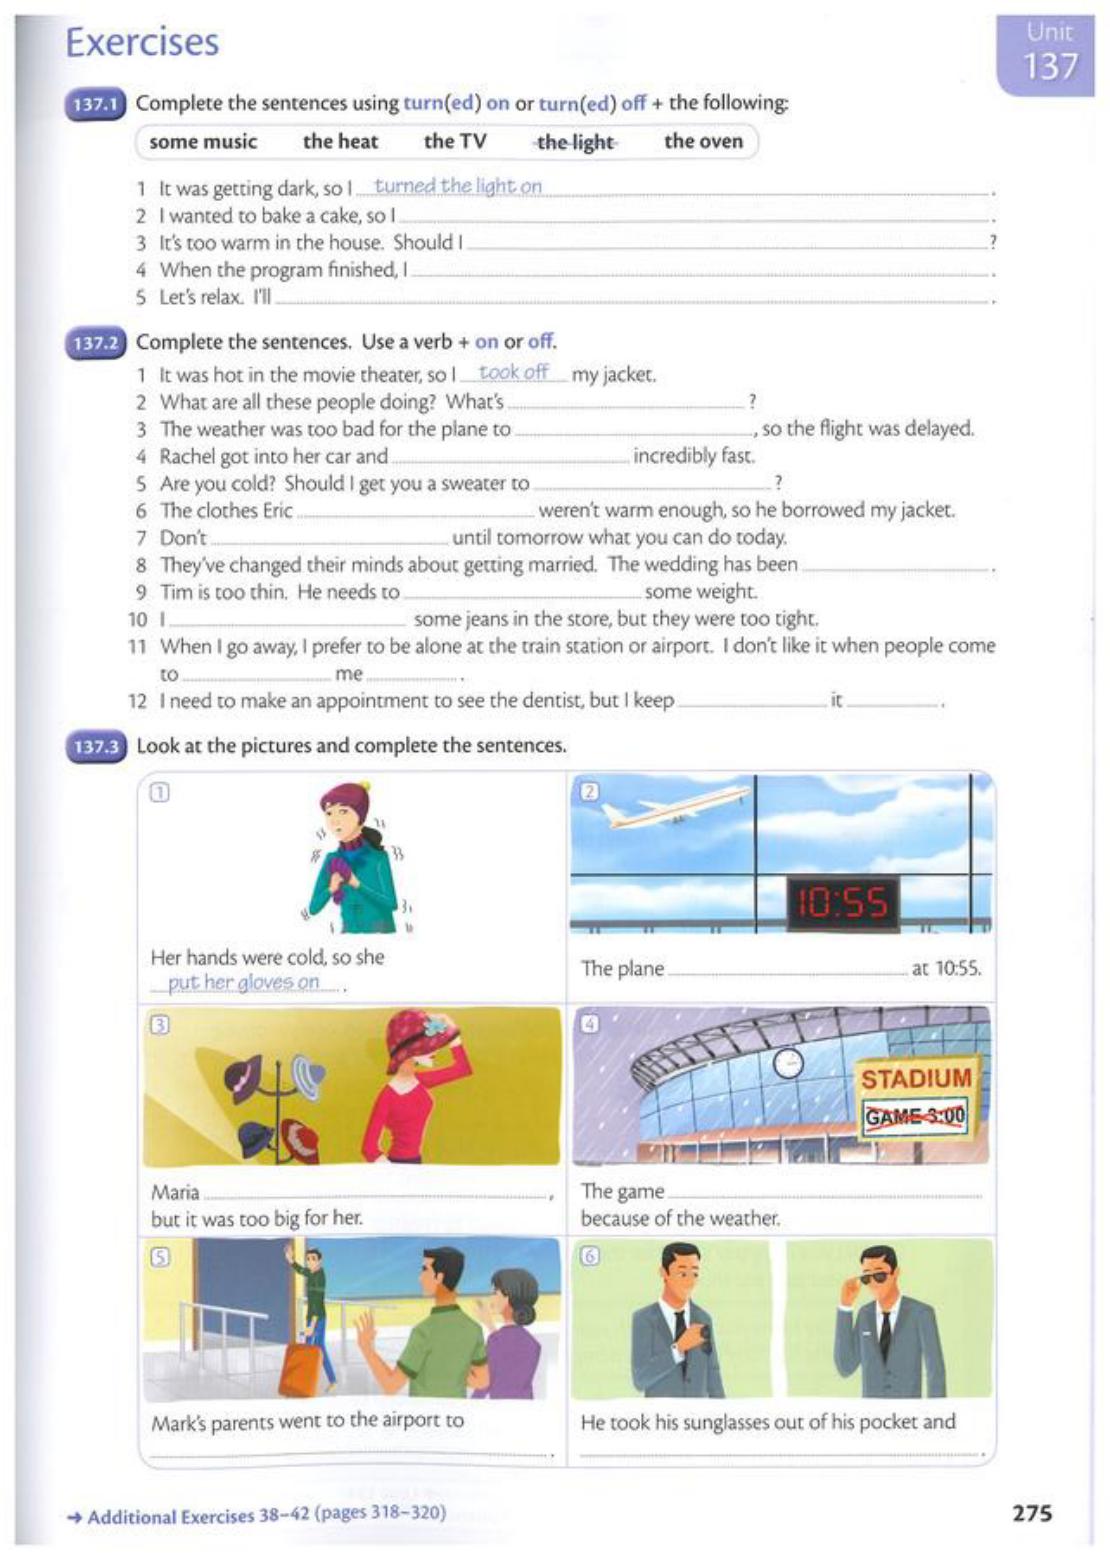 Exercises
Unit
137
137.1 Complete the sentences using turn(ed) on or turn(ed) off + the following:
some music the heat the TV the light the oven
1 It was getting dark, so I turned the light on .
2 I wanted to bake a cake, so I .
3 It's too warm in the house. Should I ?
4 When the program finished, I .
5 Let's relax. I'll .
137.2 Complete the sentences. Use a verb + on or off.
1 It was hot in the movie theater, so I took off my jacket.
2 What are all these people doing? What's ?
3 The weather was too bad for the plane to , so the flight was delayed.
4 Rachel got into her car and incredibly fast.
5 Are you cold? Should I get you a sweater to ?
6 The clothes Eric weren't warm enough, so he borrowed my jacket.
7 Don't until tomorrow what you can do today.
8 They've changed their minds about getting married. The wedding has been .
9 Tim is too thin. He needs to some weight.
10 I some jeans in the store, but they were too tight.
11 When I go away, I prefer to be alone at the train station or airport. I don't like it when people come
to me .
12 I need to make an appointment to see the dentist, but I keep it .
137.3 Look at the pictures and complete the sentences.
1
Her hands were cold, so she
put her gloves on .
2
10:55
The plane at 10:55.
3
Maria ,
but it was too big for her.
4
STADIUM
GAME 3:00
The game
because of the weather.
5
Mark's parents went to the airport to
.
6
He took his sunglasses out of his pocket and
.
→ Additional Exercises 38–42 (pages 318–320)
275